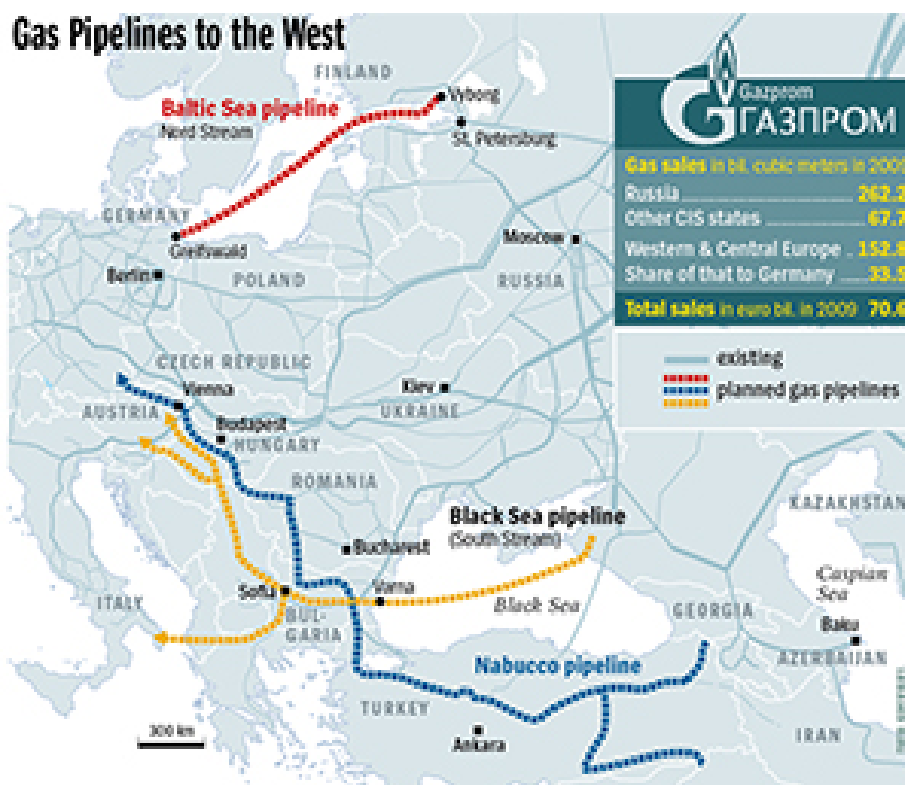 Gas Pipelines to the West
FINLAND
Baltic Sea pipeline
Nord Stream
Vyborg
St. Petersburg
Gazprom
ГАЗПРОМ
Gas sales in bil. cubic meters in 2009
Russia 262.2
Other CIS states 67.7
Western & Central Europe 152.8
Share of that to Germany 33.5
Total sales in euro bil. in 2009 70.6
existing
planned gas pipelines
GERMANY
Greifswald
Berlin
POLAND
Moscow
RUSSIA
CZECH REPUBLIC
Vienna
AUSTRIA
Budapest
HUNGARY
Kiev
UKRAINE
ROMANIA
Black Sea pipeline
(South Stream)
KAZAKHSTAN
Bucharest
Sofia
Varna
Black Sea
Caspian
Sea
ITALY
BUL-
GARIA
GEORGIA
Baku
AZERBAIJAN
Nabucco pipeline
TURKEY
Ankara
IRAN
300 km